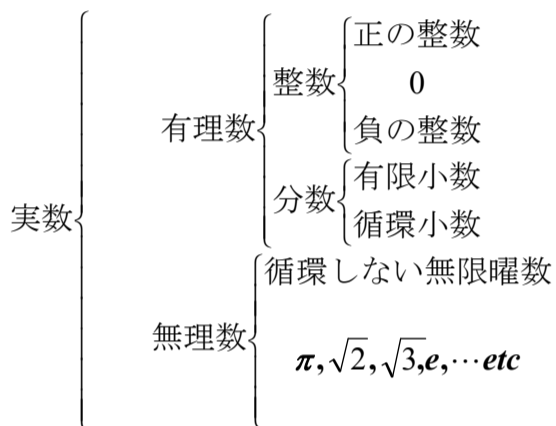 正の整数
整数
0
有理数
負の整数
有限小数
分数
実数
循環小数
循環しない無限曜数
無理数
π,√2,√3,e,⋯etc